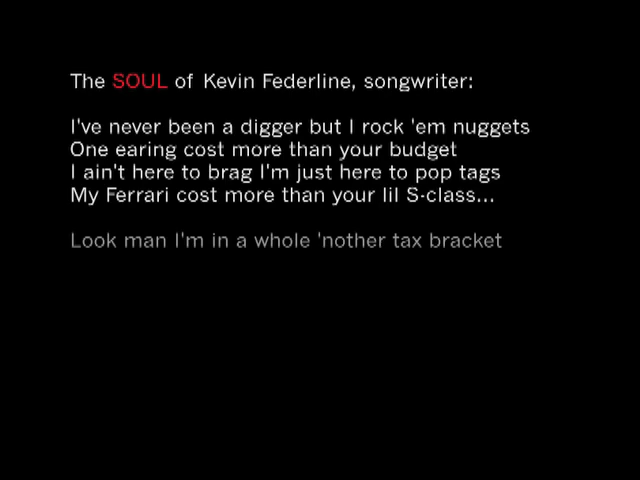 The SOUL of Kevin Federline, songwriter:
I've never been a digger but I rock 'em nuggets
One earing cost more than your budget
I ain't here to brag I'm just here to pop tags
My Ferrari cost more than your lil S-class...
Look man I'm in a whole 'nother tax bracket